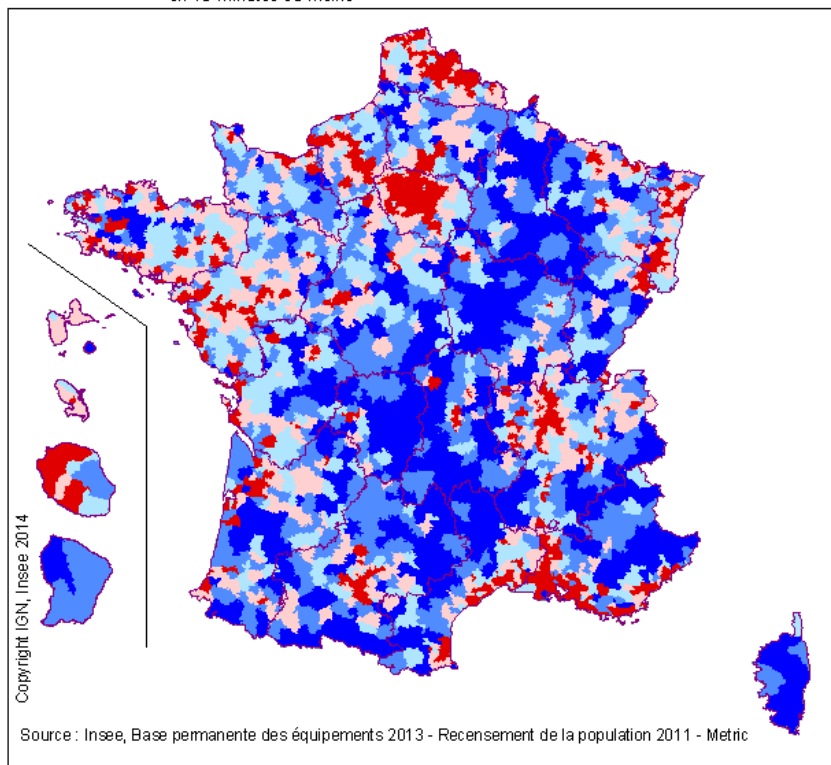 Copyright IGN, Insee 2014
Source : Insee, Base permanente des équipements 2013 - Recensement de la population 2011 - Metric